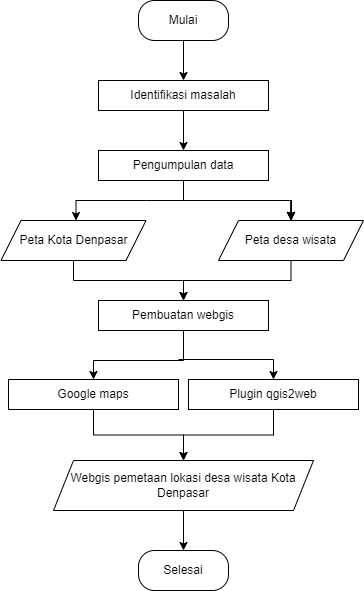 Mulai
Identifikasi masalah
Pengumpulan data
Peta Kota Denpasar
Peta desa wisata
Pembuatan webgis
Google maps
Plugin qgis2web
Webgis pemetaan lokasi desa wisata Kota
Denpasar
Selesai